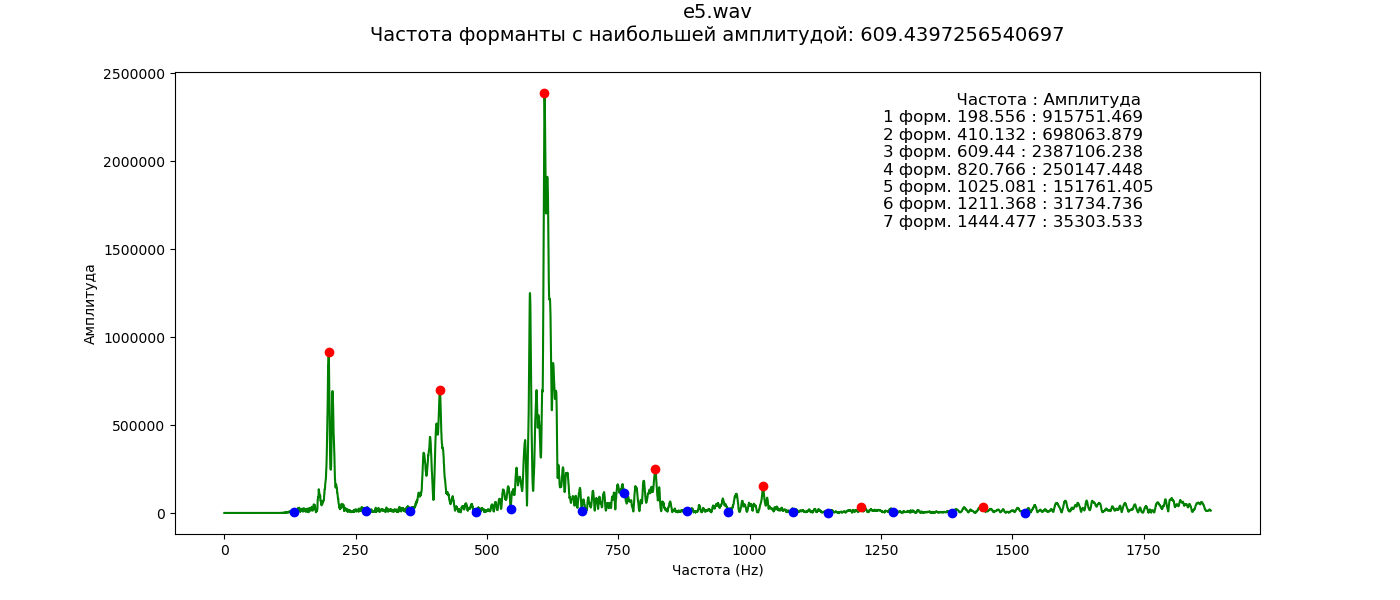 e5.wav
Частота форманты с наибольшей амплитудой: 609.4397256540697
2500000
2000000
1500000
1000000
500000
0
Амплитуда
Частота : Амплитуда
1 форм. 198.556 : 915751.469
2 форм. 410.132 : 698063.879
3 форм. 609.44 : 2387106.238
4 форм. 820.766 : 250147.448
5 форм. 1025.081 : 151761.405
6 форм. 1211.368 : 31734.736
7 форм. 1444.477 : 35303.533
0 250 500 750 1000 1250 1500 1750
Частота (Hz)